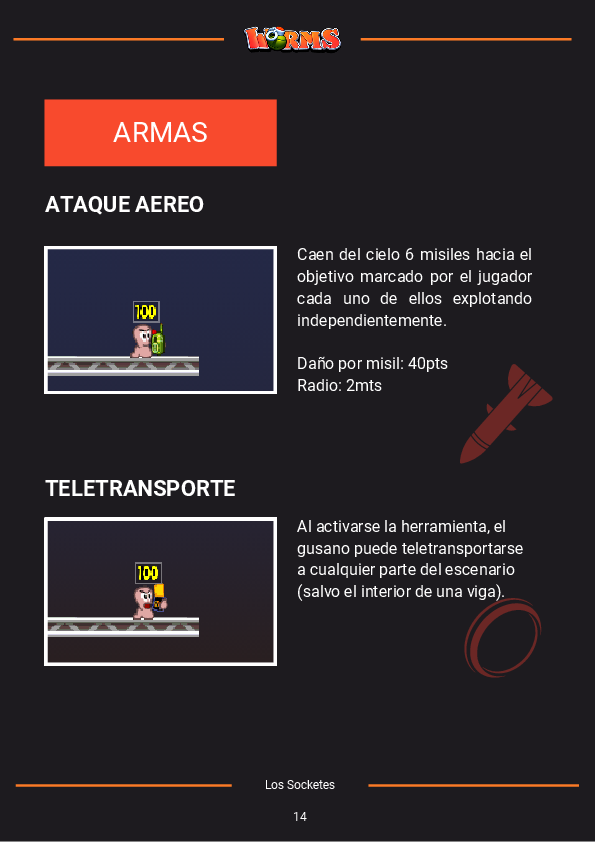 WORMS
ARMAS
ATAQUE AEREO
100
Caen del cielo 6 misiles hacia el
objetivo marcado por el jugador
cada uno de ellos explotando
independientemente.
Daño por misil: 40pts
Radio: 2mts
TELETRANSPORTE
100
Al activarse la herramienta, el
gusano puede teletransportarse
a cualquier parte del escenario
(salvo el interior de una viga).
Los Socketes
14